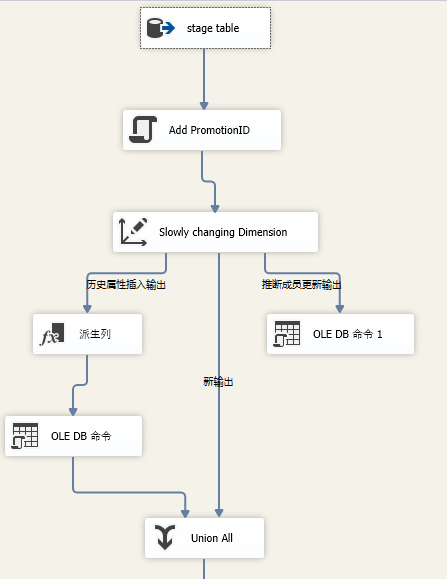 stage table
Add PromotionID
Slowly changing Dimension
历史属性插入输出
推断成员更新输出
派生列
OLE DB 命令 1
新输出
OLE DB 命令
Union All